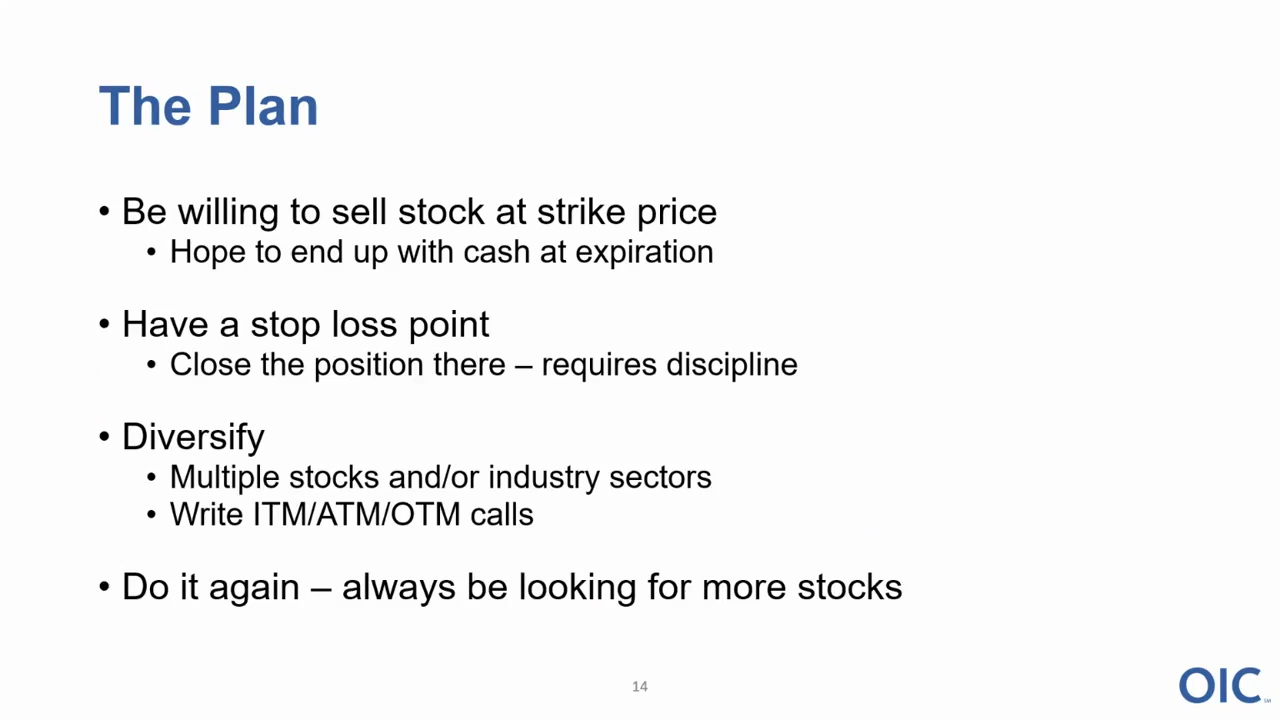 The Plan
• Be willing to sell stock at strike price
• Hope to end up with cash at expiration
• Have a stop loss point
• Close the position there – requires discipline
• Diversify
• Multiple stocks and/or industry sectors
• Write ITM/ATM/OTM calls
• Do it again – always be looking for more stocks
14
OIC℠